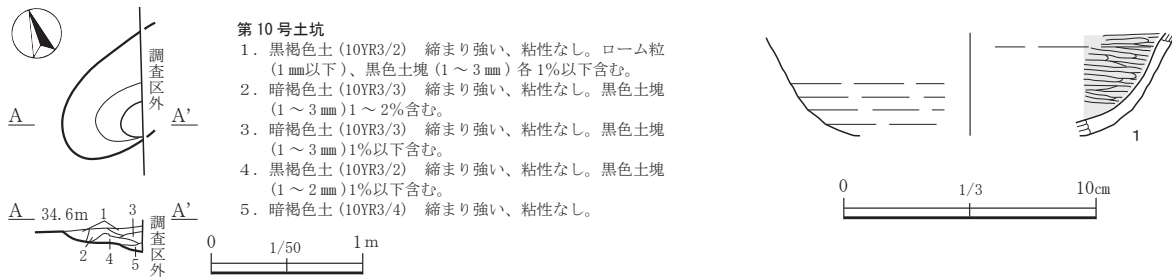 調査区外
A A’
第10号土坑
1．黒褐色土 (10YR3/2)　締まり強い、粘性なし。ローム粒
(1㎜以下)、黒色土塊 (1～3㎜) 各 1%以下含む。
2．暗褐色土 (10YR3/3)　締まり強い、粘性なし。黒色土塊
(1～3㎜) 1～2%含む。
3．暗褐色土 (10YR3/3)　締まり強い、粘性なし。黒色土塊
(1～3㎜) 1%以下含む。
4．黒褐色土 (10YR3/2)　締まり強い、粘性なし。黒色土塊
(1～2㎜) 1%以下含む。
5．暗褐色土 (10YR3/4)　締まり強い、粘性なし。
A 34.6m 1 3 A’
調査区外
2 4 5
0 1/50 1m
1
0 1/3 10cm